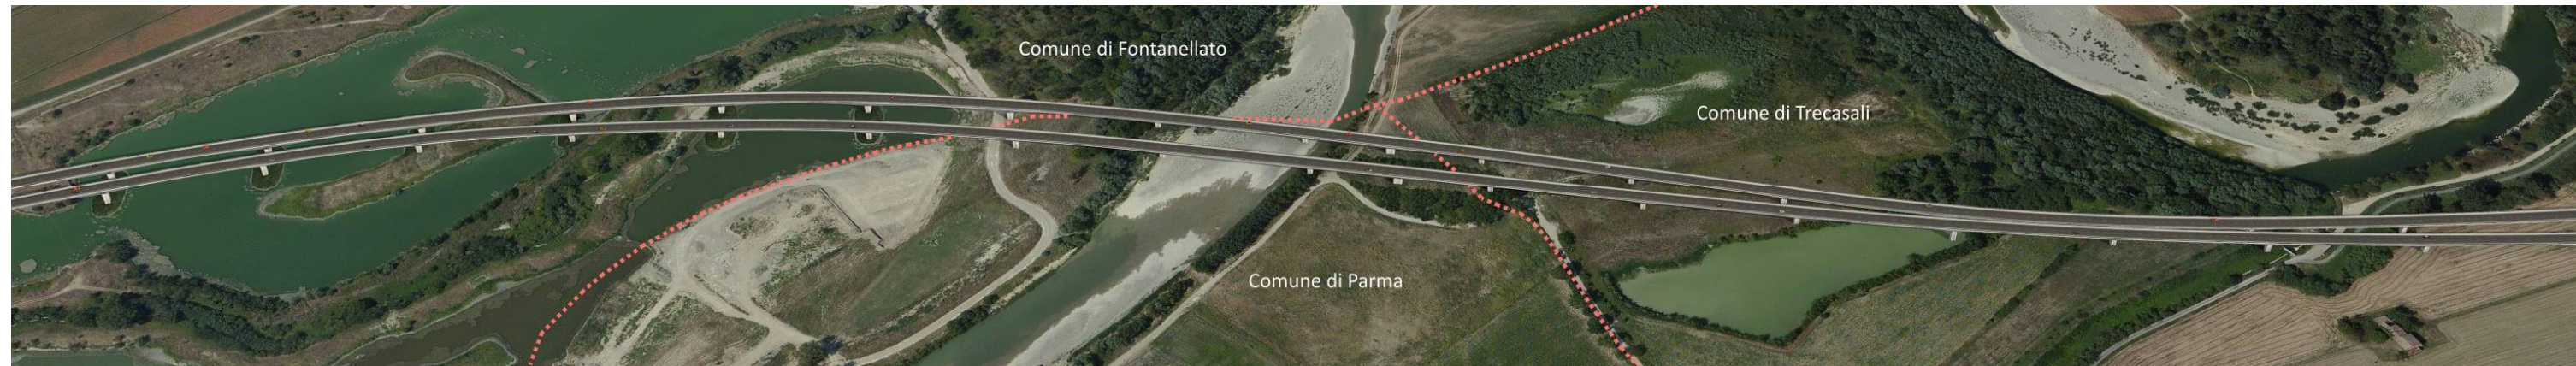 Comune di Fontanellato
Comune di Trecasali
Comune di Parma